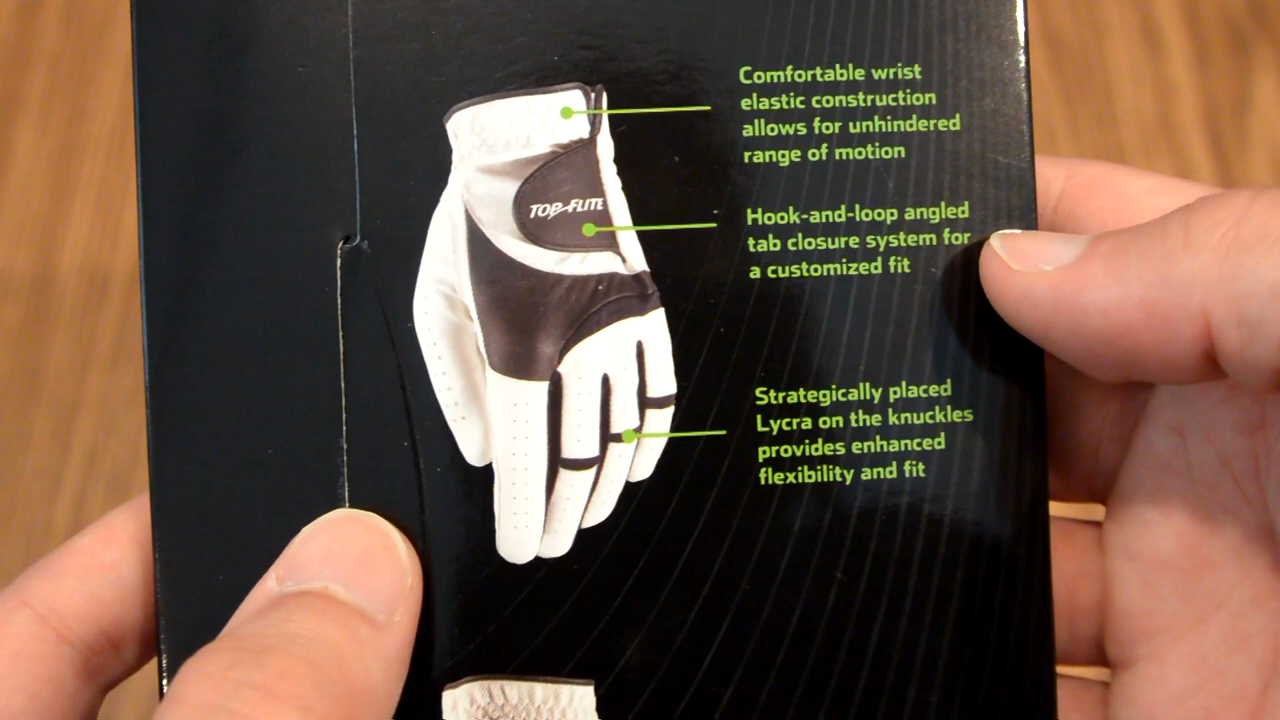 Comfortable wrist
elastic construction
allows for unhindered
range of motion
TOP FLITE
Hook-and-loop angled
tab closure system for
a customized fit
Strategically placed
Lycra on the knuckles
provides enhanced
flexibility and fit